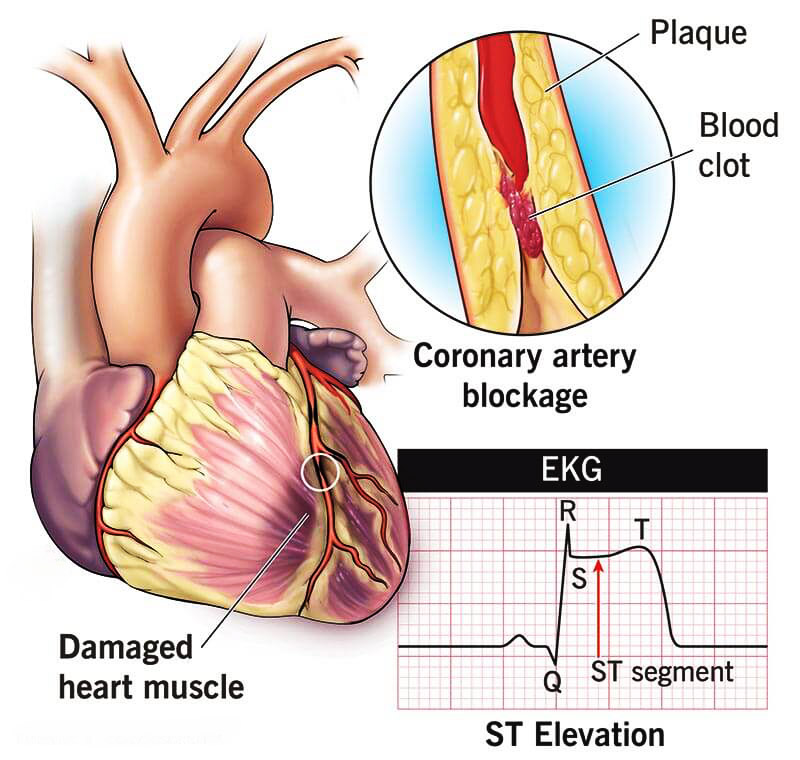 Plaque
Blood
clot
Coronary artery
blockage
EKG
R
T
S
Q
ST segment
Damaged
heart muscle
ST Elevation